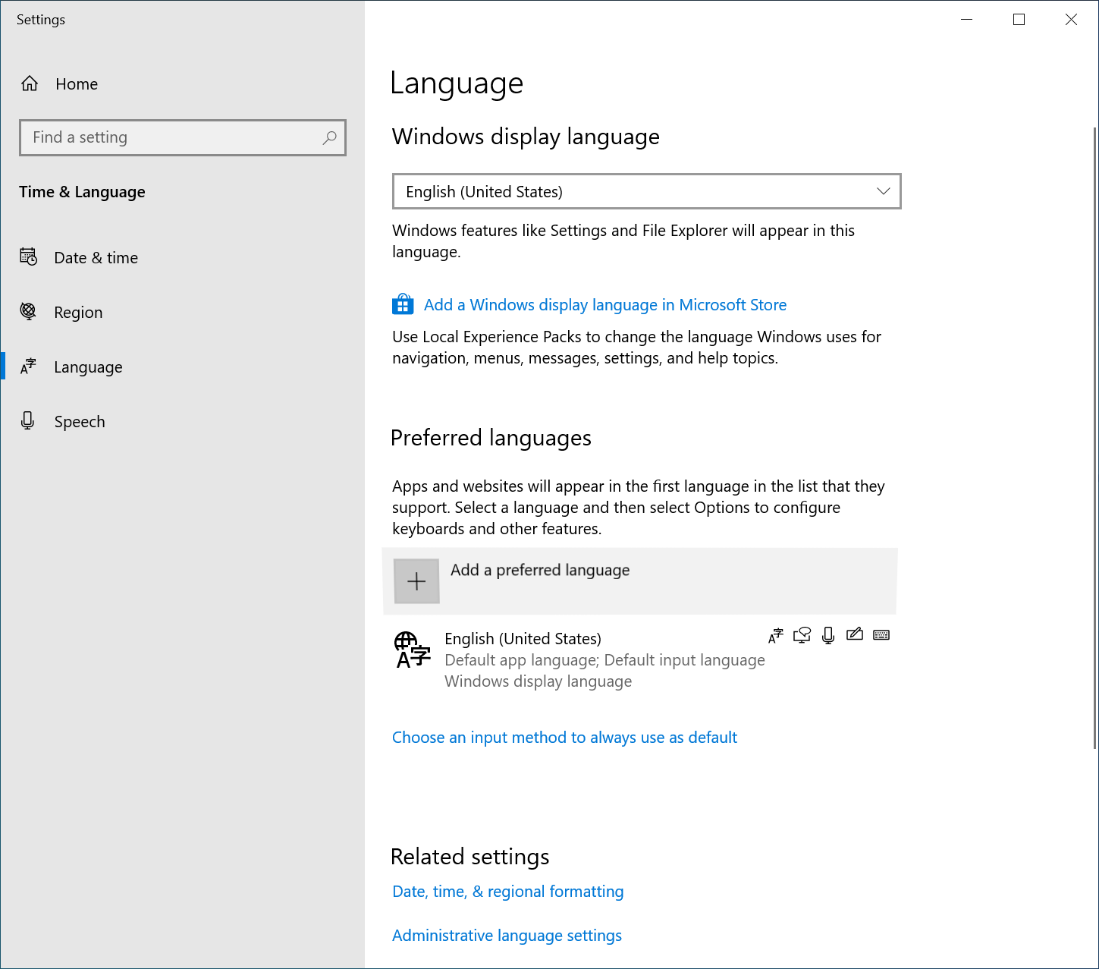 Settings
Home
Find a setting
Time & Language
Date & time
Region
Language
Speech
Language
Windows display language
English (United States)
Windows features like Settings and File Explorer will appear in this
language.
Add a Windows display language in Microsoft Store
Use Local Experience Packs to change the language Windows uses for
navigation, menus, messages, settings, and help topics.
Preferred languages
Apps and websites will appear in the first language in the list that they
support. Select a language and then select Options to configure
keyboards and other features.
Add a preferred language
English (United States)
Default app language; Default input language
Windows display language
Choose an input method to always use as default
Related settings
Date, time, & regional formatting
Administrative language settings